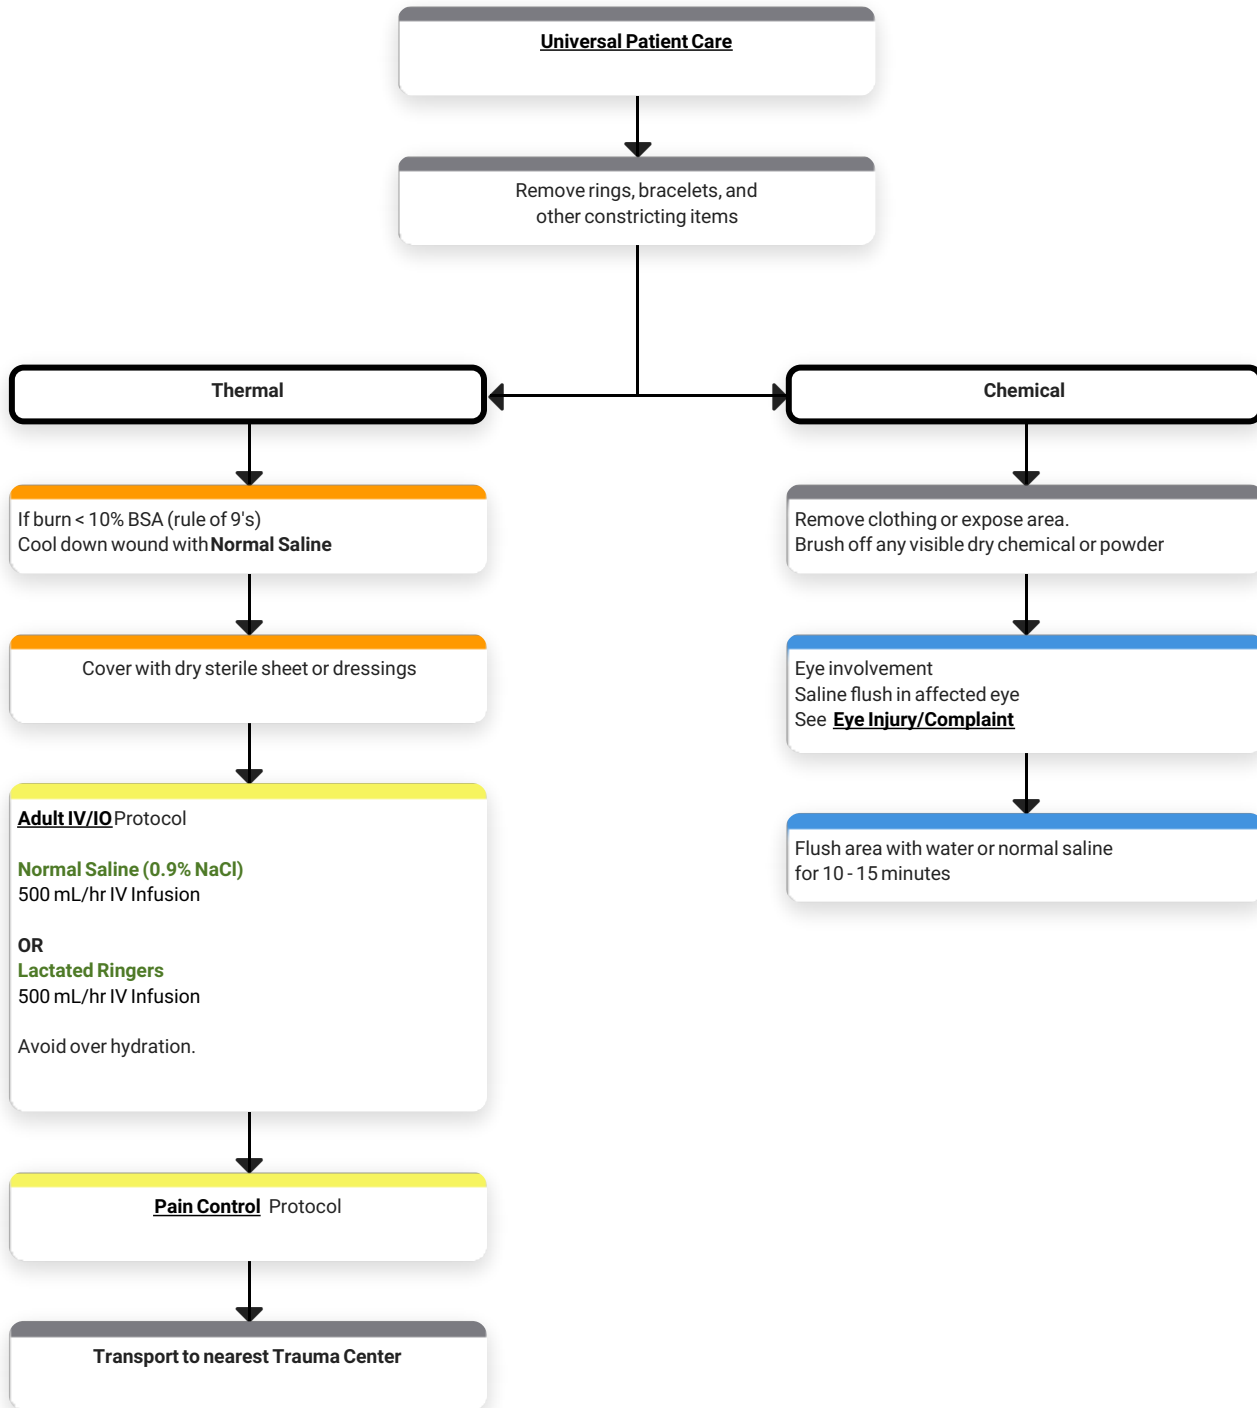 Universal Patient Care
Remove rings, bracelets, and
other constricting items
Thermal
If burn < 10% BSA (rule of 9's)
Cool down wound with Normal Saline
Cover with dry sterile sheet or dressings
Adult IV/IO Protocol
Normal Saline (0.9% NaCl)
500 mL/hr IV Infusion
OR
Lactated Ringers
500 mL/hr IV Infusion
Avoid over hydration.
Pain Control Protocol
Transport to nearest Trauma Center
Chemical
Remove clothing or expose area.
Brush off any visible dry chemical or powder
Eye involvement
Saline flush in affected eye
See Eye Injury/Complaint
Flush area with water or normal saline
for 10 - 15 minutes